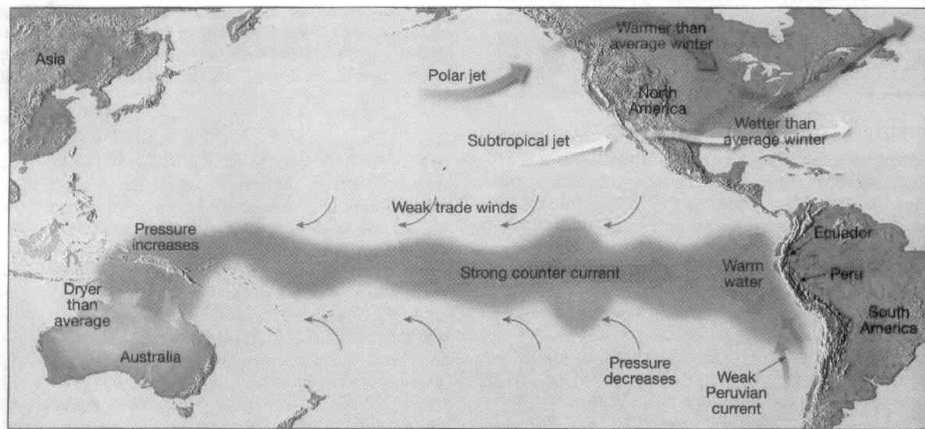 Asia
Polar jet
Warmer than
average winter
North
America
Subtropical jet
Wetter than
average winter
Weak trade winds
Pressure
increases
Strong counter current
Warm
water
Ecuador
Peru
Dryer
than
average
Australia
South
America
Pressure
decreases
Weak
Peruvian
current